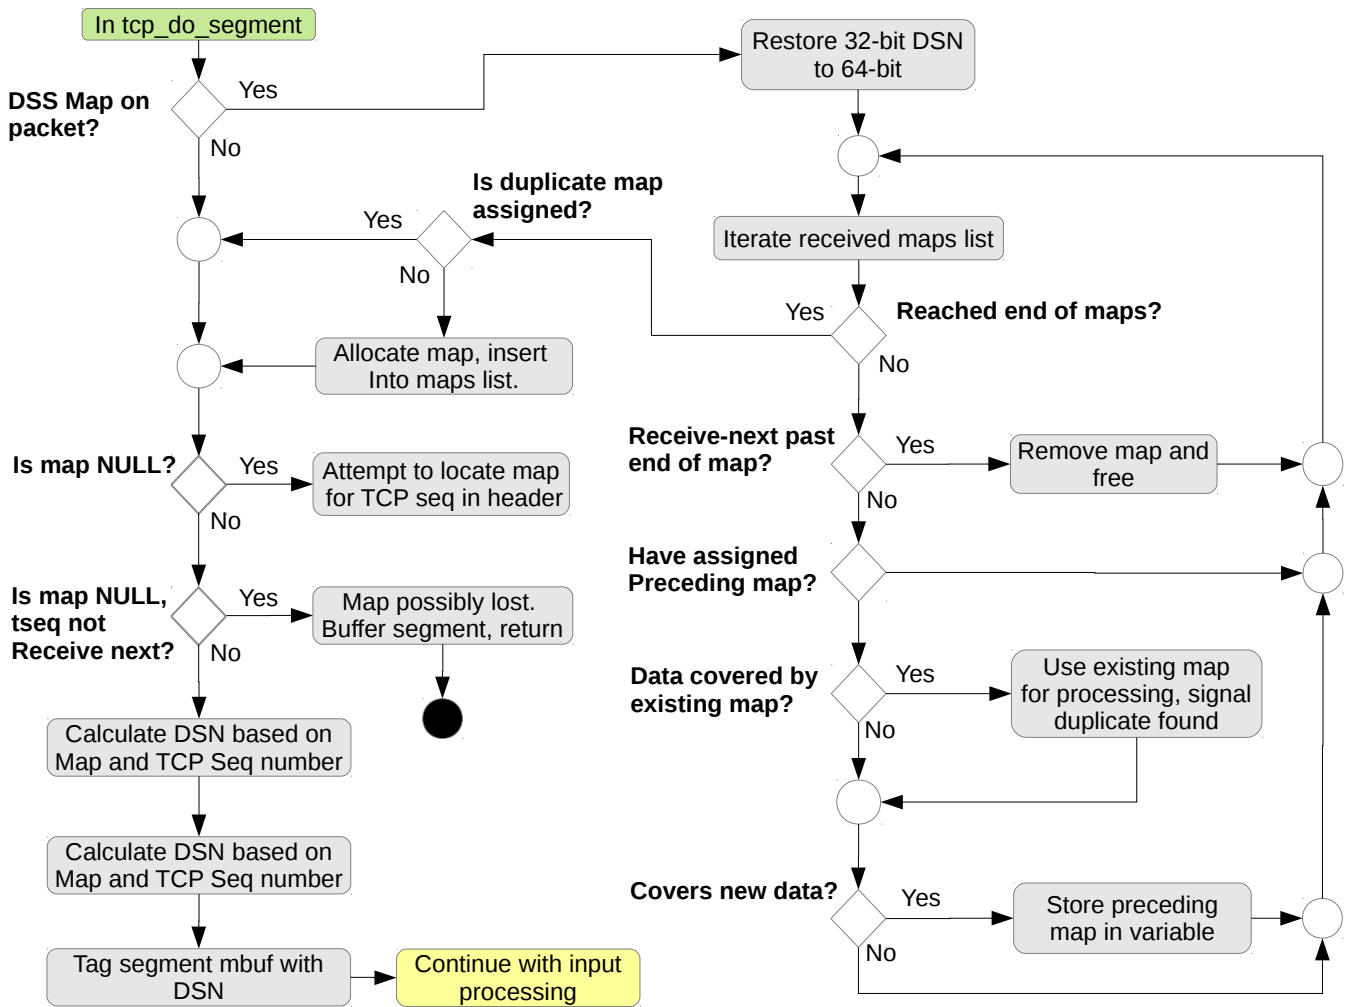 In tcp_do_segment
DSS Map on
packet?
Yes
No
Restore 32-bit DSN
to 64-bit
Is duplicate map
assigned?
Yes
No
Iterate received maps list
Reached end of maps?
Yes
No
Allocate map, insert
Into maps list.
Receive-next past
end of map?
Yes
No
Remove map and
free
Is map NULL?
Yes
No
Attempt to locate map
for TCP seq in header
Have assigned
Preceding map?
Is map NULL,
tseq not
Receive next?
Yes
No
Map possibly lost.
Buffer segment, return
Data covered by
existing map?
Yes
No
Use existing map
for processing, signal
duplicate found
Calculate DSN based on
Map and TCP Seq number
Calculate DSN based on
Map and TCP Seq number
Covers new data?
Yes
No
Store preceding
map in variable
Tag segment mbuf with
DSN
Continue with input
processing